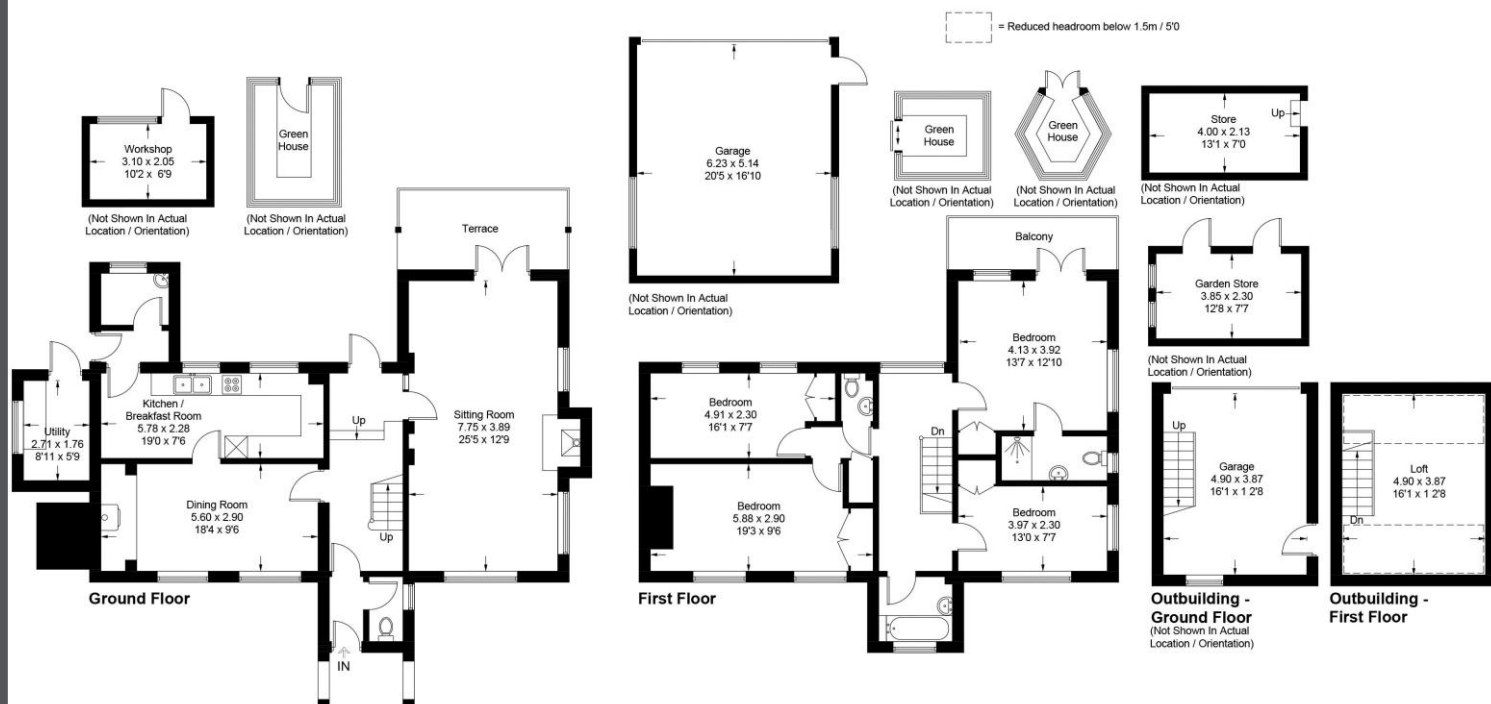 = Reduced headroom below 1.5m / 5'0
Workshop
3.10 x 2.05
10'2 x 6'9
(Not Shown In Actual
Location / Orientation)
Green
House
(Not Shown In Actual
Location / Orientation)
Garage
6.23 x 5.14
20'5 x 16'10
(Not Shown In Actual
Location / Orientation)
Green
House
(Not Shown In Actual
Location / Orientation)
Green
House
(Not Shown In Actual
Location / Orientation)
Store
4.00 x 2.13
13'1 x 7'0
Up
(Not Shown In Actual
Location / Orientation)
Garden Store
3.85 x 2.30
12'8 x 7'7
(Not Shown In Actual
Location / Orientation)
Terrace
Kitchen /
Breakfast Room
5.78 x 2.28
19'0 x 7'6
Utility
2.71 x 1.76
8'11 x 5'9
Up
Sitting Room
7.75 x 3.89
25'5 x 12'9
Dining Room
5.60 x 2.90
18'4 x 9'6
Up
IN
Ground Floor
Balcony
Bedroom
4.13 x 3.92
13'7 x 12'10
Bedroom
4.91 x 2.30
16'1 x 7'7
Dn
Bedroom
5.88 x 2.90
19'3 x 9'6
Bedroom
3.97 x 2.30
13'0 x 7'7
First Floor
Up
Garage
4.90 x 3.87
16'1 x 1 2'8
Outbuilding -
Ground Floor
(Not Shown In Actual
Location / Orientation)
Loft
4.90 x 3.87
16'1 x 1 2'8
Dn
Outbuilding -
First Floor